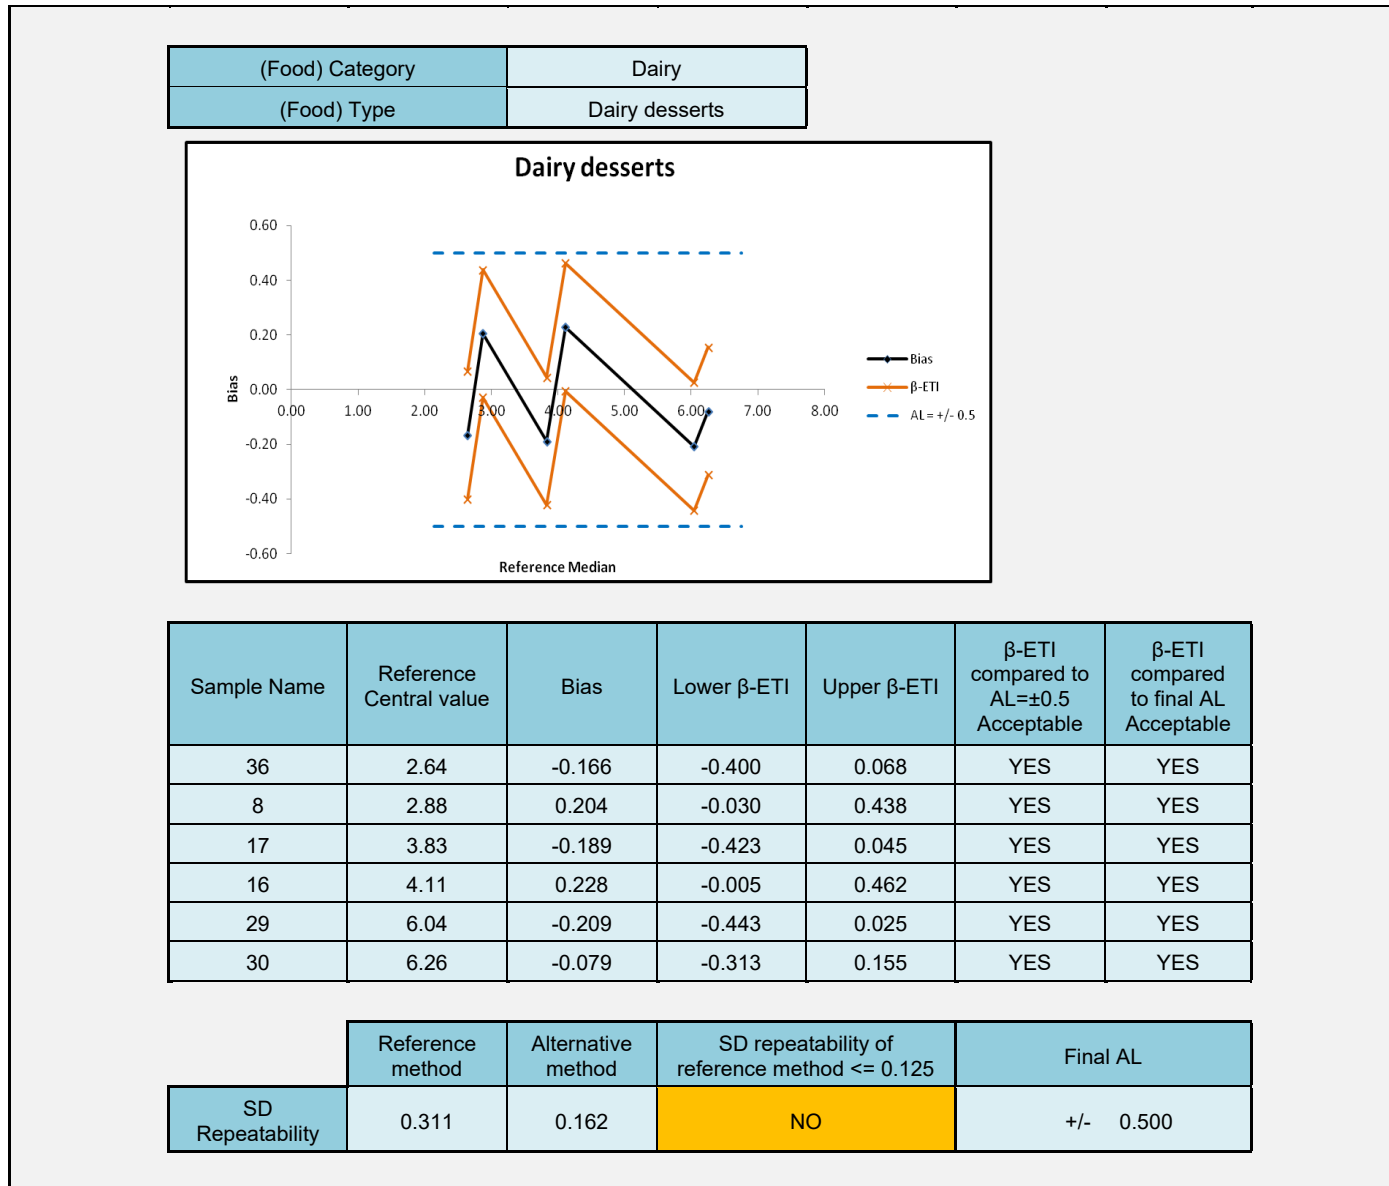 (Food) Category Dairy
(Food) Type Dairy desserts
Dairy desserts
0.60
0.40
0.20
0.00
-0.20
-0.40
-0.60
0.00 1.00 2.00 3.00 4.00 5.00 6.00 7.00 8.00
Bias
Reference Median
Bias
β-ETI
AL = +/- 0.5
Sample Name
Reference
Central value
Bias
Lower β-ETI
Upper β-ETI
β-ETI
compared to
AL=±0.5
Acceptable
β-ETI
compared
to final AL
Acceptable
36 2.64 -0.166 -0.400 0.068 YES YES
8 2.88 0.204 -0.030 0.438 YES YES
17 3.83 -0.189 -0.423 0.045 YES YES
16 4.11 0.228 -0.005 0.462 YES YES
29 6.04 -0.209 -0.443 0.025 YES YES
30 6.26 -0.079 -0.313 0.155 YES YES
Reference
method
Alternative
method
SD repeatability of
reference method <= 0.125
Final AL
SD
Repeatability
0.311 0.162 NO +/- 0.500